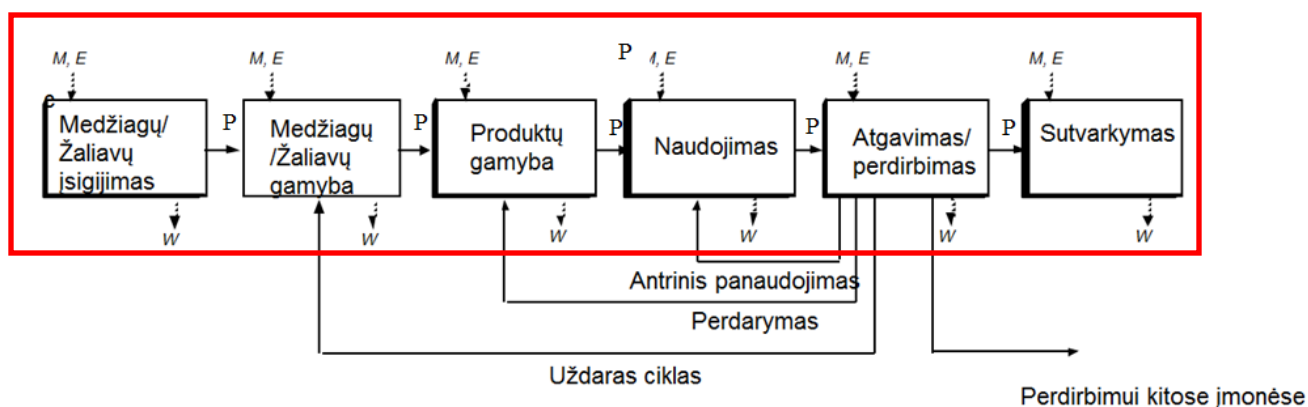 P
M, E
M, E
M, E
M, E
M, E
M, E
e
Medžiagų/
Žaliavų
įsigijimas
P
Medžiagų
/Žaliavų
gamyba
P
Produktų
gamyba
P
Naudojimas
P
Atgavimas/
perdirbimas
P
Sutvarkymas
W
W
W
W
W
W
Antrinis panaudojimas
Perdarymas
Uždaras ciklas
Perdirbimui kitose įmonėse